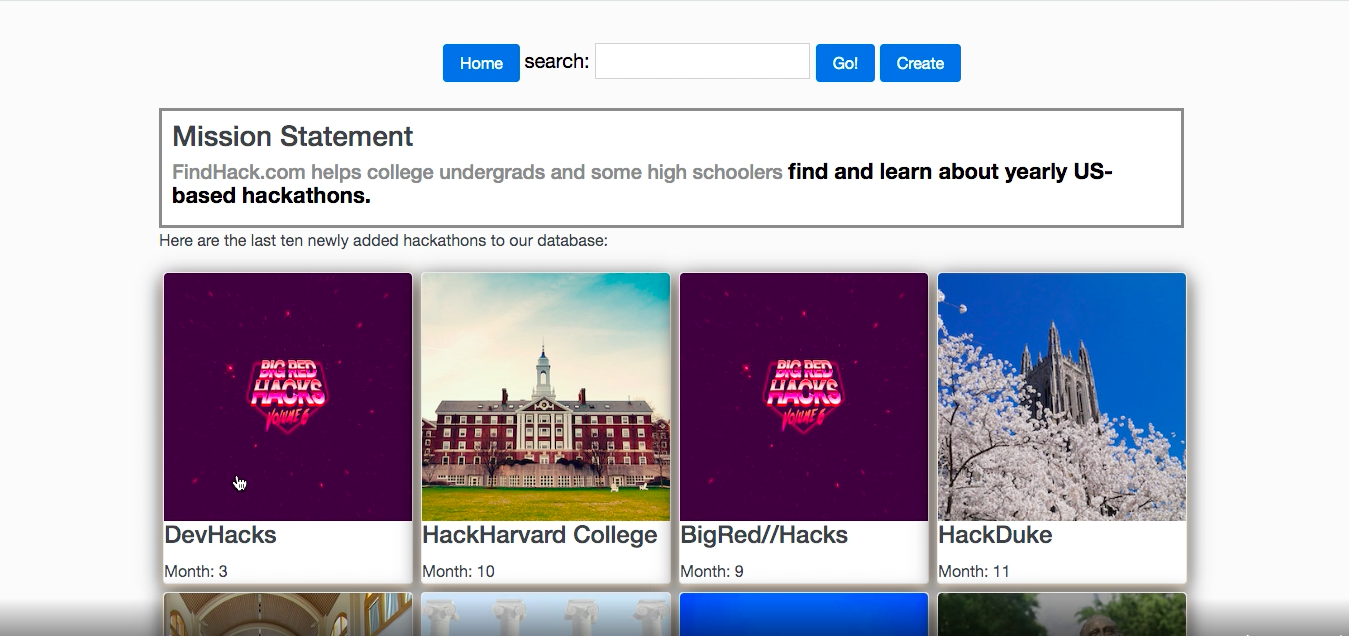 Home search: Go! Create
Mission Statement
FindHack.com helps college undergrads and some high schoolers find and learn about yearly US-
based hackathons.
Here are the last ten newly added hackathons to our database:
BIG RED
HACKS
VOLUME 6
BIG RED
HACKS
VOLUME 6
DevHacks
HackHarvard College
BigRed//Hacks
HackDuke
Month: 3
Month: 10
Month: 9
Month: 11